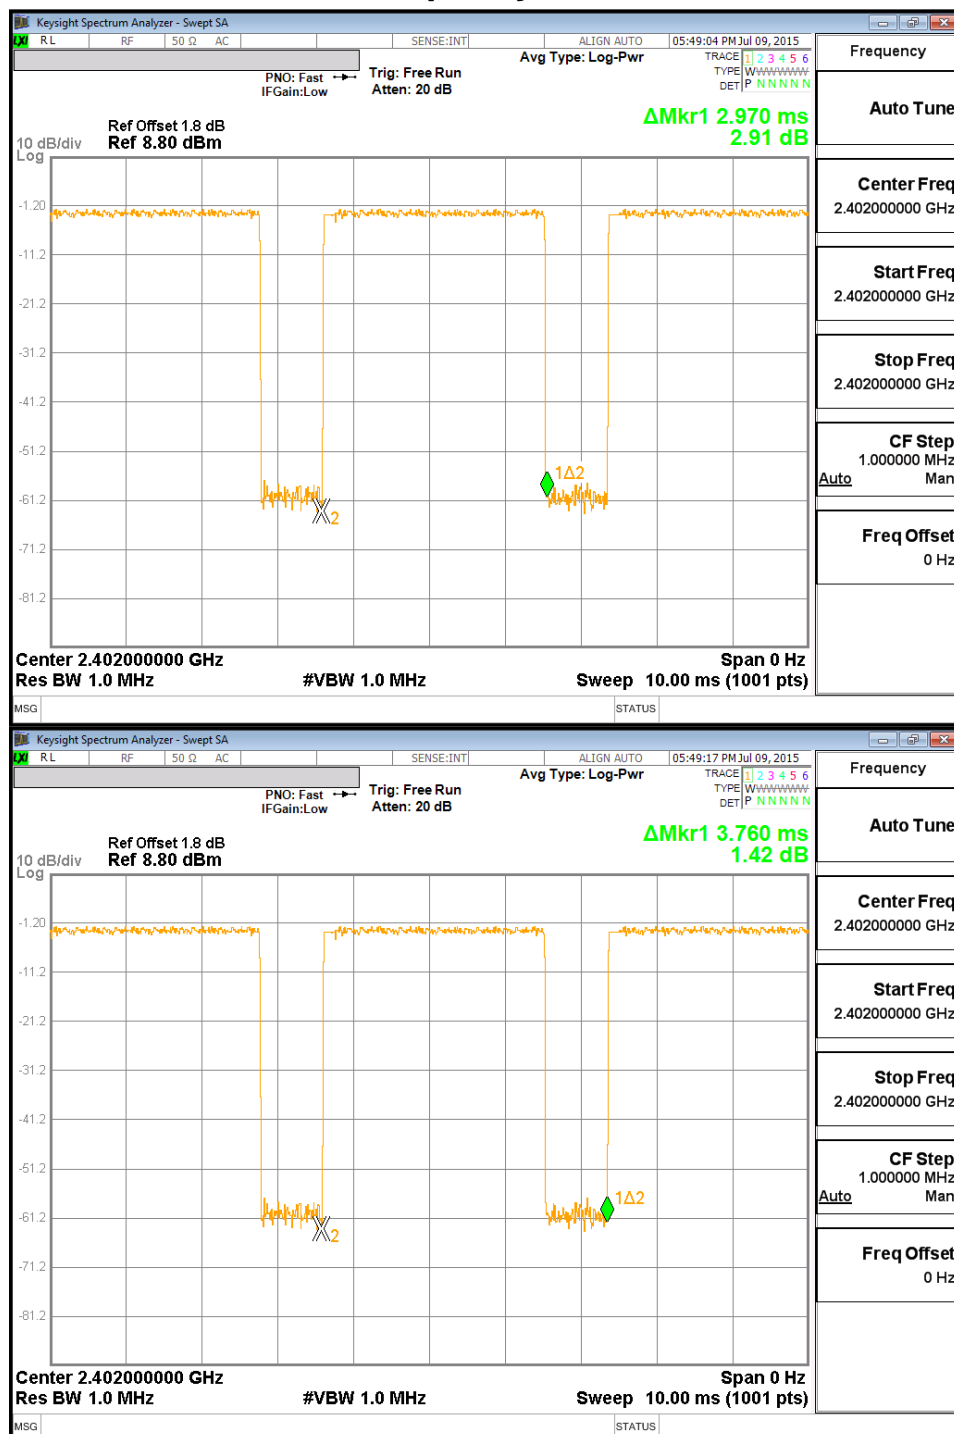 Keysight Spectrum Analyzer - Swept SA
LXI RL RF 50 Ω AC SENSE:INT ALIGN AUTO 05:49:04 PM Jul 09, 2015
Avg Type: Log-Pwr
TRACE 1 2 3 4 5 6
PNO: Fast Trig: Free Run
TYPE WWWWWWW
IFGain:Low Atten: 20 dB
DET P N N N N N
ΔMkr1 2.970 ms
2.91 dB
Ref Offset 1.8 dB
10 dB/div Ref 8.80 dBm
Log
-1.20
-11.2
-21.2
-31.2
-41.2
-51.2
-61.2
-71.2
-81.2
1Δ2
2
Center 2.402000000 GHz Span 0 Hz
Res BW 1.0 MHz #VBW 1.0 MHz Sweep 10.00 ms (1001 pts)
MSG STATUS
Frequency
Auto Tune
Center Freq
2.402000000 GHz
Start Freq
2.402000000 GHz
Stop Freq
2.402000000 GHz
CF Step
1.000000 MHz
Auto Man
Freq Offset
0 Hz
Keysight Spectrum Analyzer - Swept SA
LXI RL RF 50 Ω AC SENSE:INT ALIGN AUTO 05:49:17 PM Jul 09, 2015
Avg Type: Log-Pwr
TRACE 1 2 3 4 5 6
PNO: Fast Trig: Free Run
TYPE WWWWWWW
IFGain:Low Atten: 20 dB
DET P N N N N N
ΔMkr1 3.760 ms
1.42 dB
Ref Offset 1.8 dB
10 dB/div Ref 8.80 dBm
Log
-1.20
-11.2
-21.2
-31.2
-41.2
-51.2
-61.2
-71.2
-81.2
1Δ2
2
Center 2.402000000 GHz Span 0 Hz
Res BW 1.0 MHz #VBW 1.0 MHz Sweep 10.00 ms (1001 pts)
MSG STATUS
Frequency
Auto Tune
Center Freq
2.402000000 GHz
Start Freq
2.402000000 GHz
Stop Freq
2.402000000 GHz
CF Step
1.000000 MHz
Auto Man
Freq Offset
0 Hz